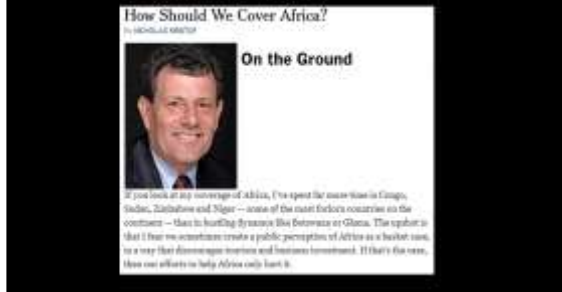 How Should We Cover Africa?
By NICHOLAS KRISTOF
On the Ground
If you look at my coverage of Africa, I've spent far more time in Congo,
Sudan, Zimbabwe and Niger — some of the most forlorn countries on the
continent — than in bustling dynamos like Botswana or Ghana. The upshot is
that I fear we sometimes create a public perception of Africa as a basket case,
in a way that discourages tourism and business investment. If that's the case,
then our efforts to help Africa only hurt it.